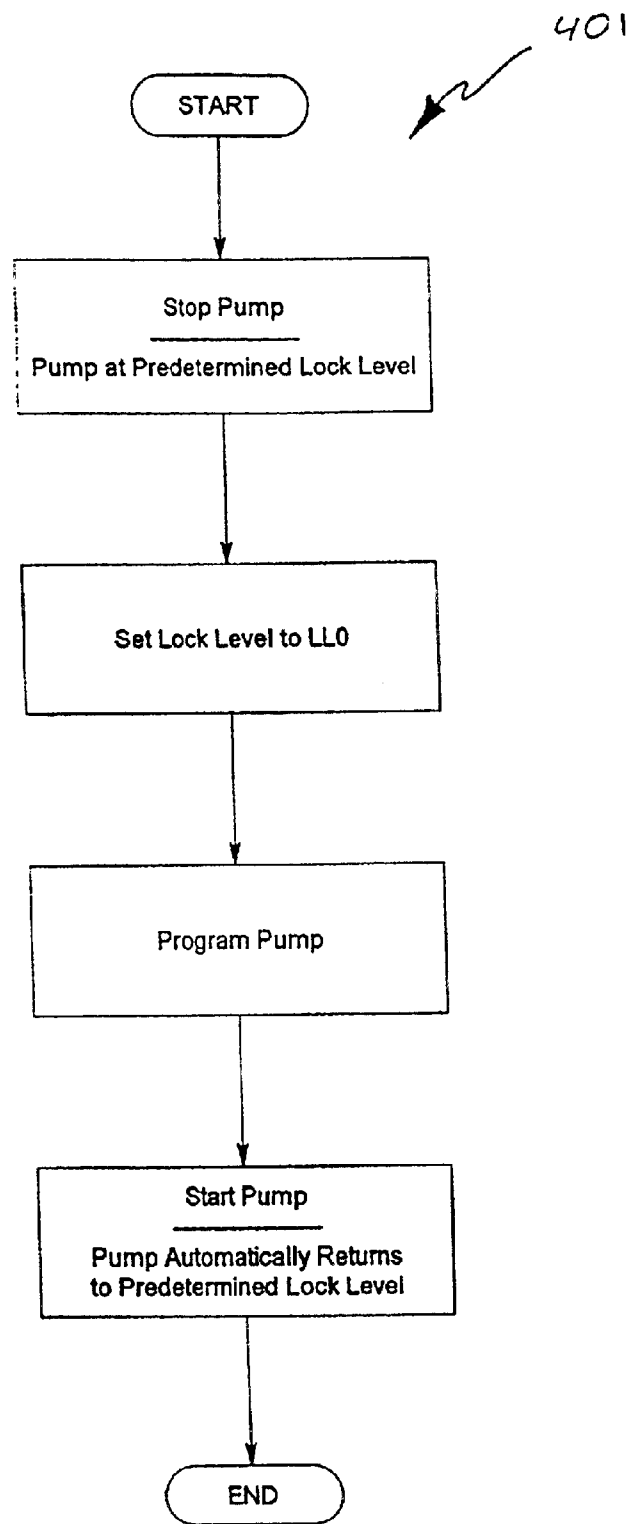 401
START
Stop Pump
Pump at Predetermined Lock Level
Set Lock Level to LL0
Program Pump
Start Pump
Pump Automatically Returns
to Predetermined Lock Level
END